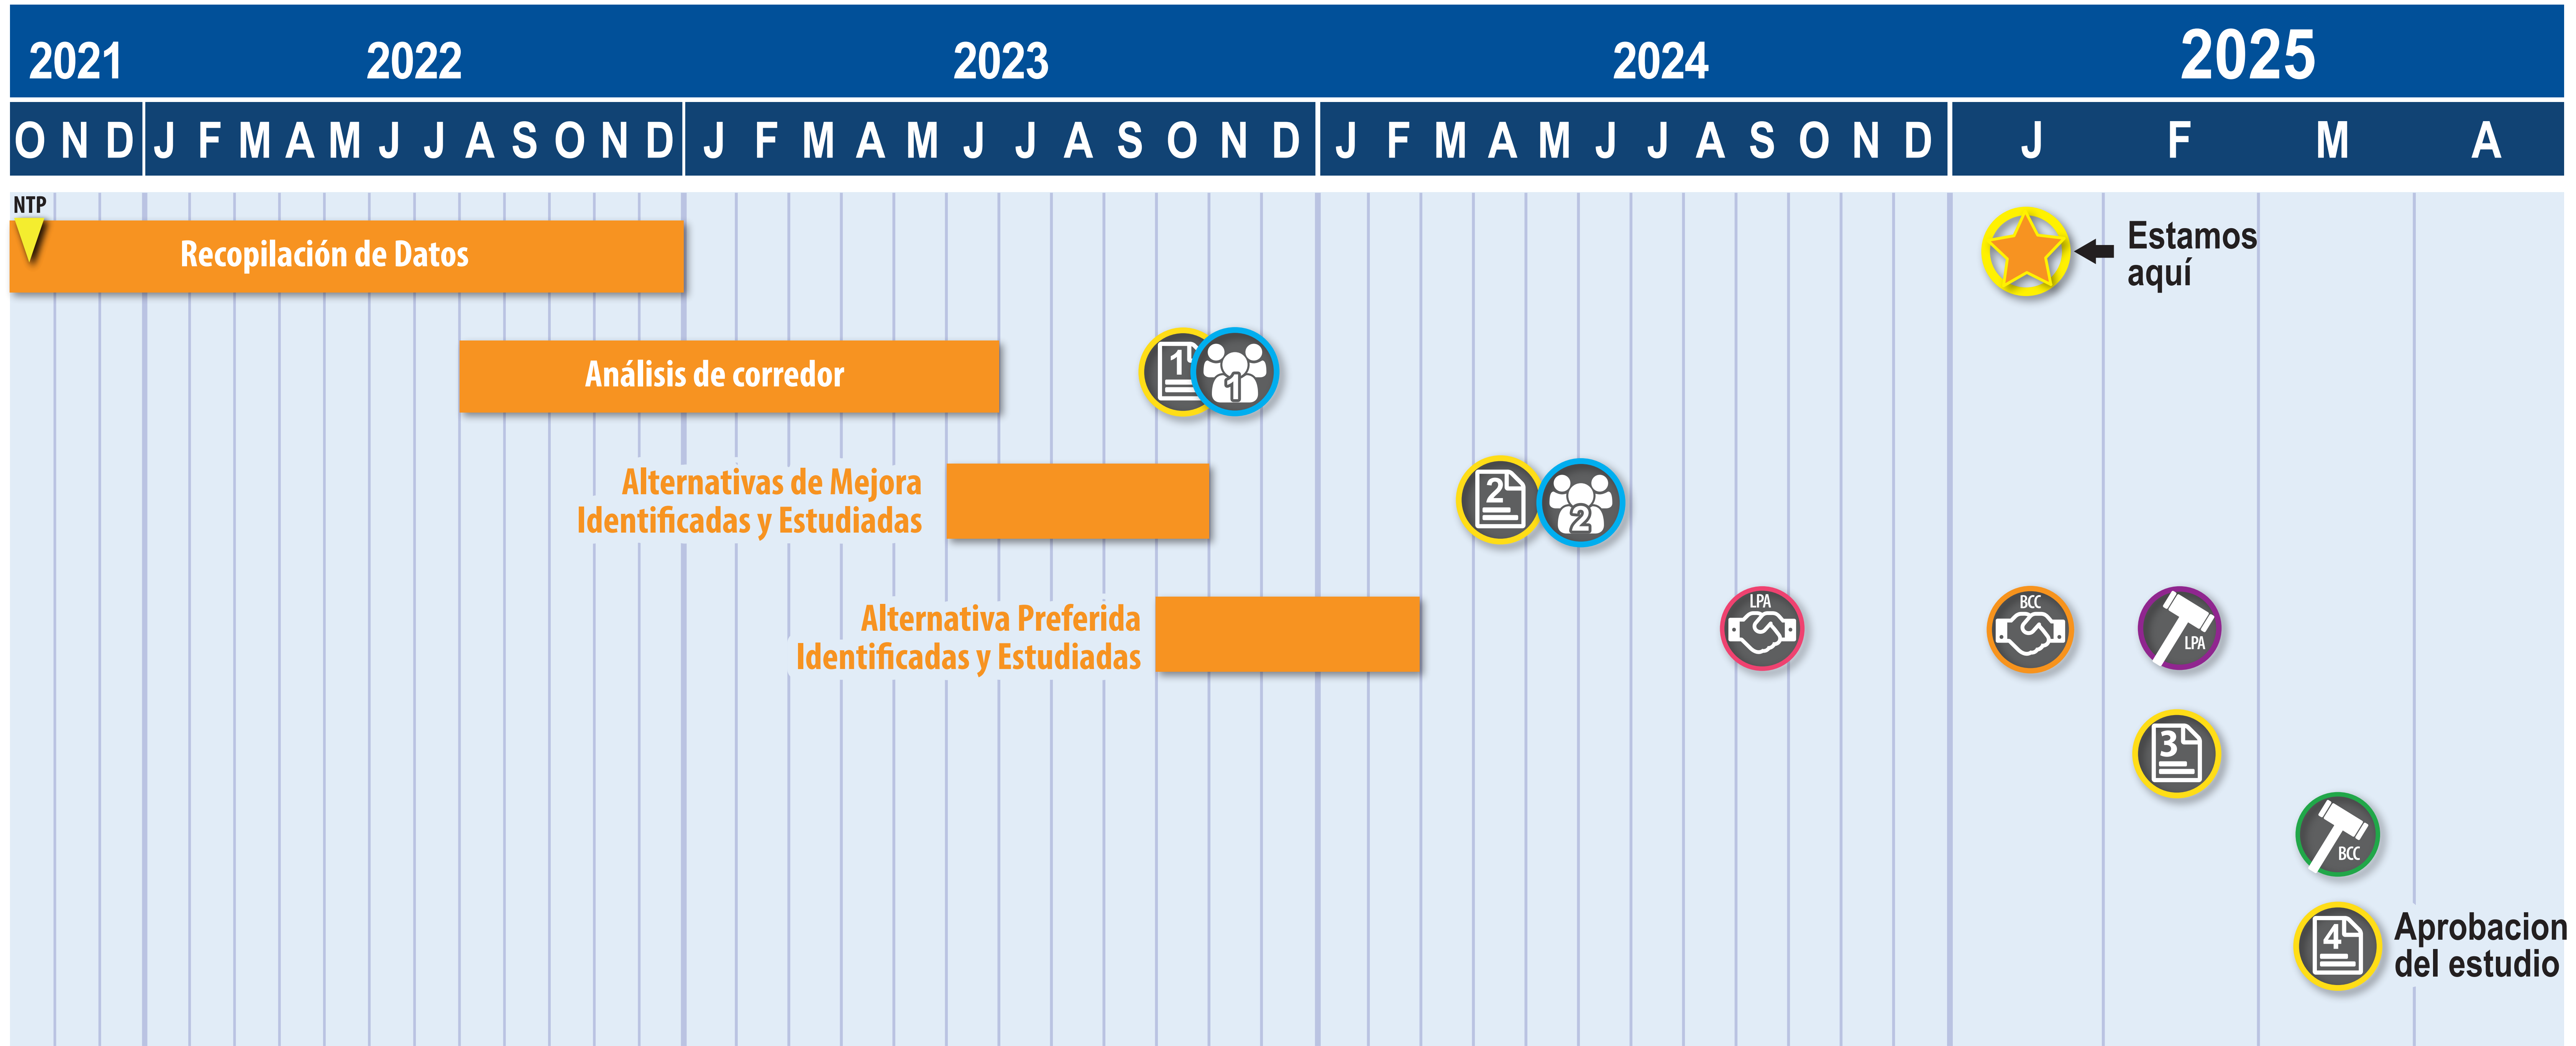 2021 2022 2023 2024 2025
O N D J F M A M J J A S O N D J F M A M J J A S O N D J F M A M J J A S O N D J F M A
NTP
Recopilación de Datos
Estamos
aquí
Análisis de corredor
1
1
Alternativas de Mejora
Identificadas y Estudiadas
2
2
Alternativa Preferida
Identificadas y Estudiadas
LPA
BCC
LPA
3
BCC
4
Aprobacion
del estudio